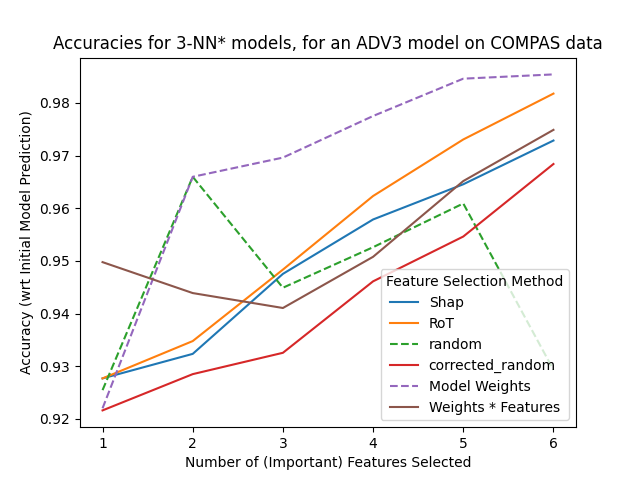 Accuracies for 3-NN* models, for an ADV3 model on COMPAS data
Accuracy (wrt Initial Model Prediction)
0.98
0.97
0.96
0.95
0.94
0.93
0.92
Feature Selection Method
Shap
RoT
random
corrected_random
Model Weights
Weights * Features
1 2 3 4 5 6
Number of (Important) Features Selected